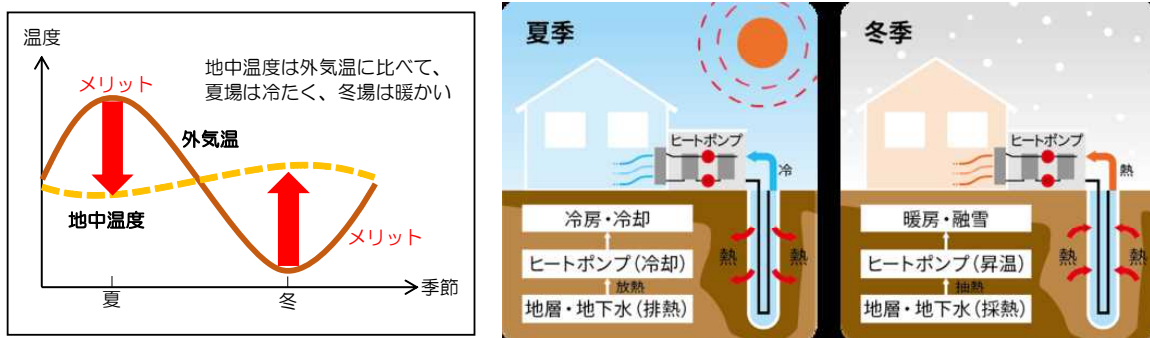 温度
メリット
地中温度は外気温に比べて、
夏場は冷たく、冬場は暖かい
外気温
地中温度
メリット
夏
冬
季節
夏季
ヒートポンプ
冷
冷房・冷却
ヒートポンプ(冷却)
放熱
地層・地下水(排熱)
熱
熱
冬季
ヒートポンプ
熱
暖房・融雪
ヒートポンプ(昇温)
抽熱
地層・地下水(採熱)
熱
熱